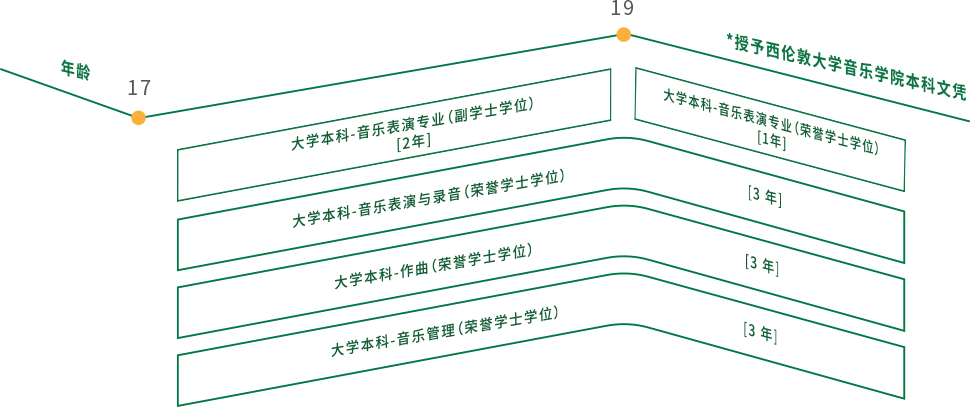 19
*授予西伦敦大学音乐学院本科文凭
年龄
17
大学本科-音乐表演专业（副学士学位）
[2年]
大学本科-音乐表演专业（荣誉学士学位）
[1年]
大学本科-音乐表演与录音（荣誉学士学位）
[3 年]
大学本科-作曲（荣誉学士学位）
[3 年]
大学本科-音乐管理（荣誉学士学位）
[3 年]